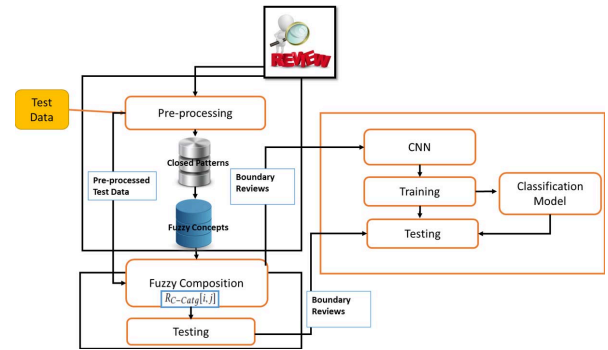 REVIEW
Test
Data
Pre-processing
Closed Patterns
Pre-processed
Test Data
Boundary
Reviews
Fuzzy Concepts
Fuzzy Composition
R_{C-Catg}[i, j]
Testing
CNN
Training
Classification
Model
Testing
Boundary
Reviews